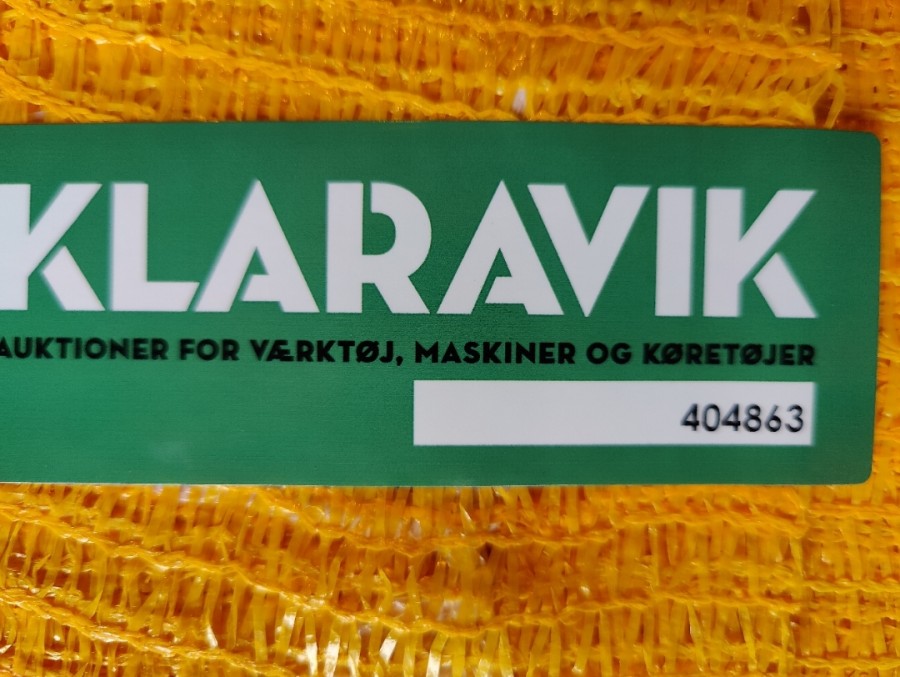 KLARAVIK
AUKTIONER FOR VÆRKTØJ, MASKINER OG KØRETØJER
404863